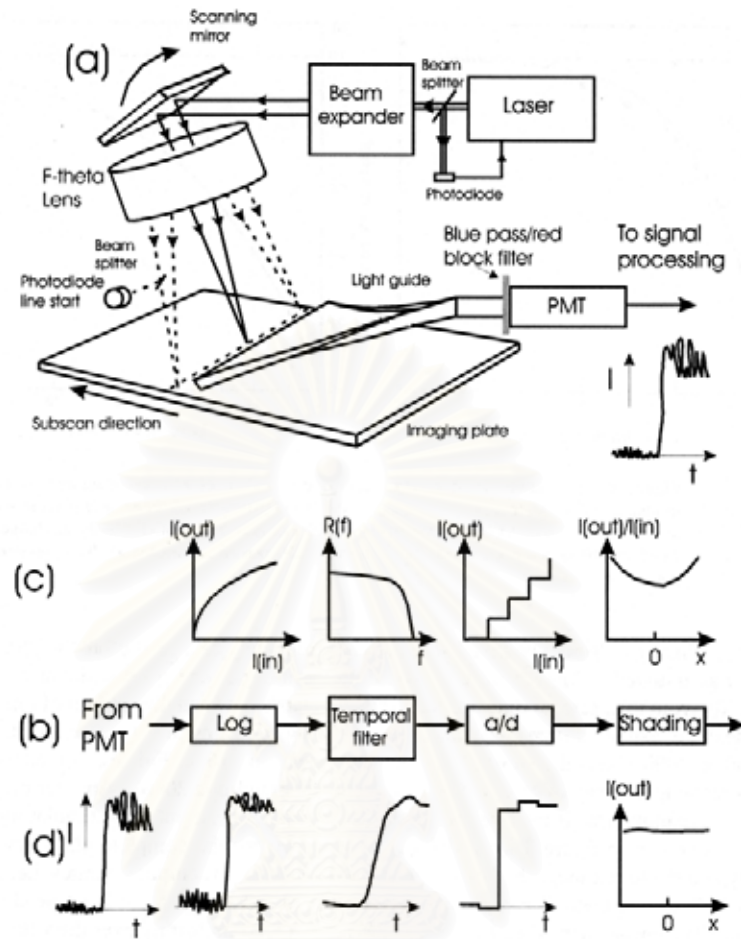 Scanning
mirror
(a)
Beam
expander
Beam
splitter
Laser
Photodiode
F-theta
Lens
Beam
splitter
Photodiode
line start
Blue pass/red
block filter
To signal
processing
Light guide
PMT
Subscan direction
Imaging plate
I
t
(c)
I(out)
I(in)
R(f)
f
I(out)
I(in)
I(out)/I(in)
0 x
(b)
From
PMT
Log
Temporal
filter
a/d
Shading
(d)
I
t
t
t
t
I(out)
0 x